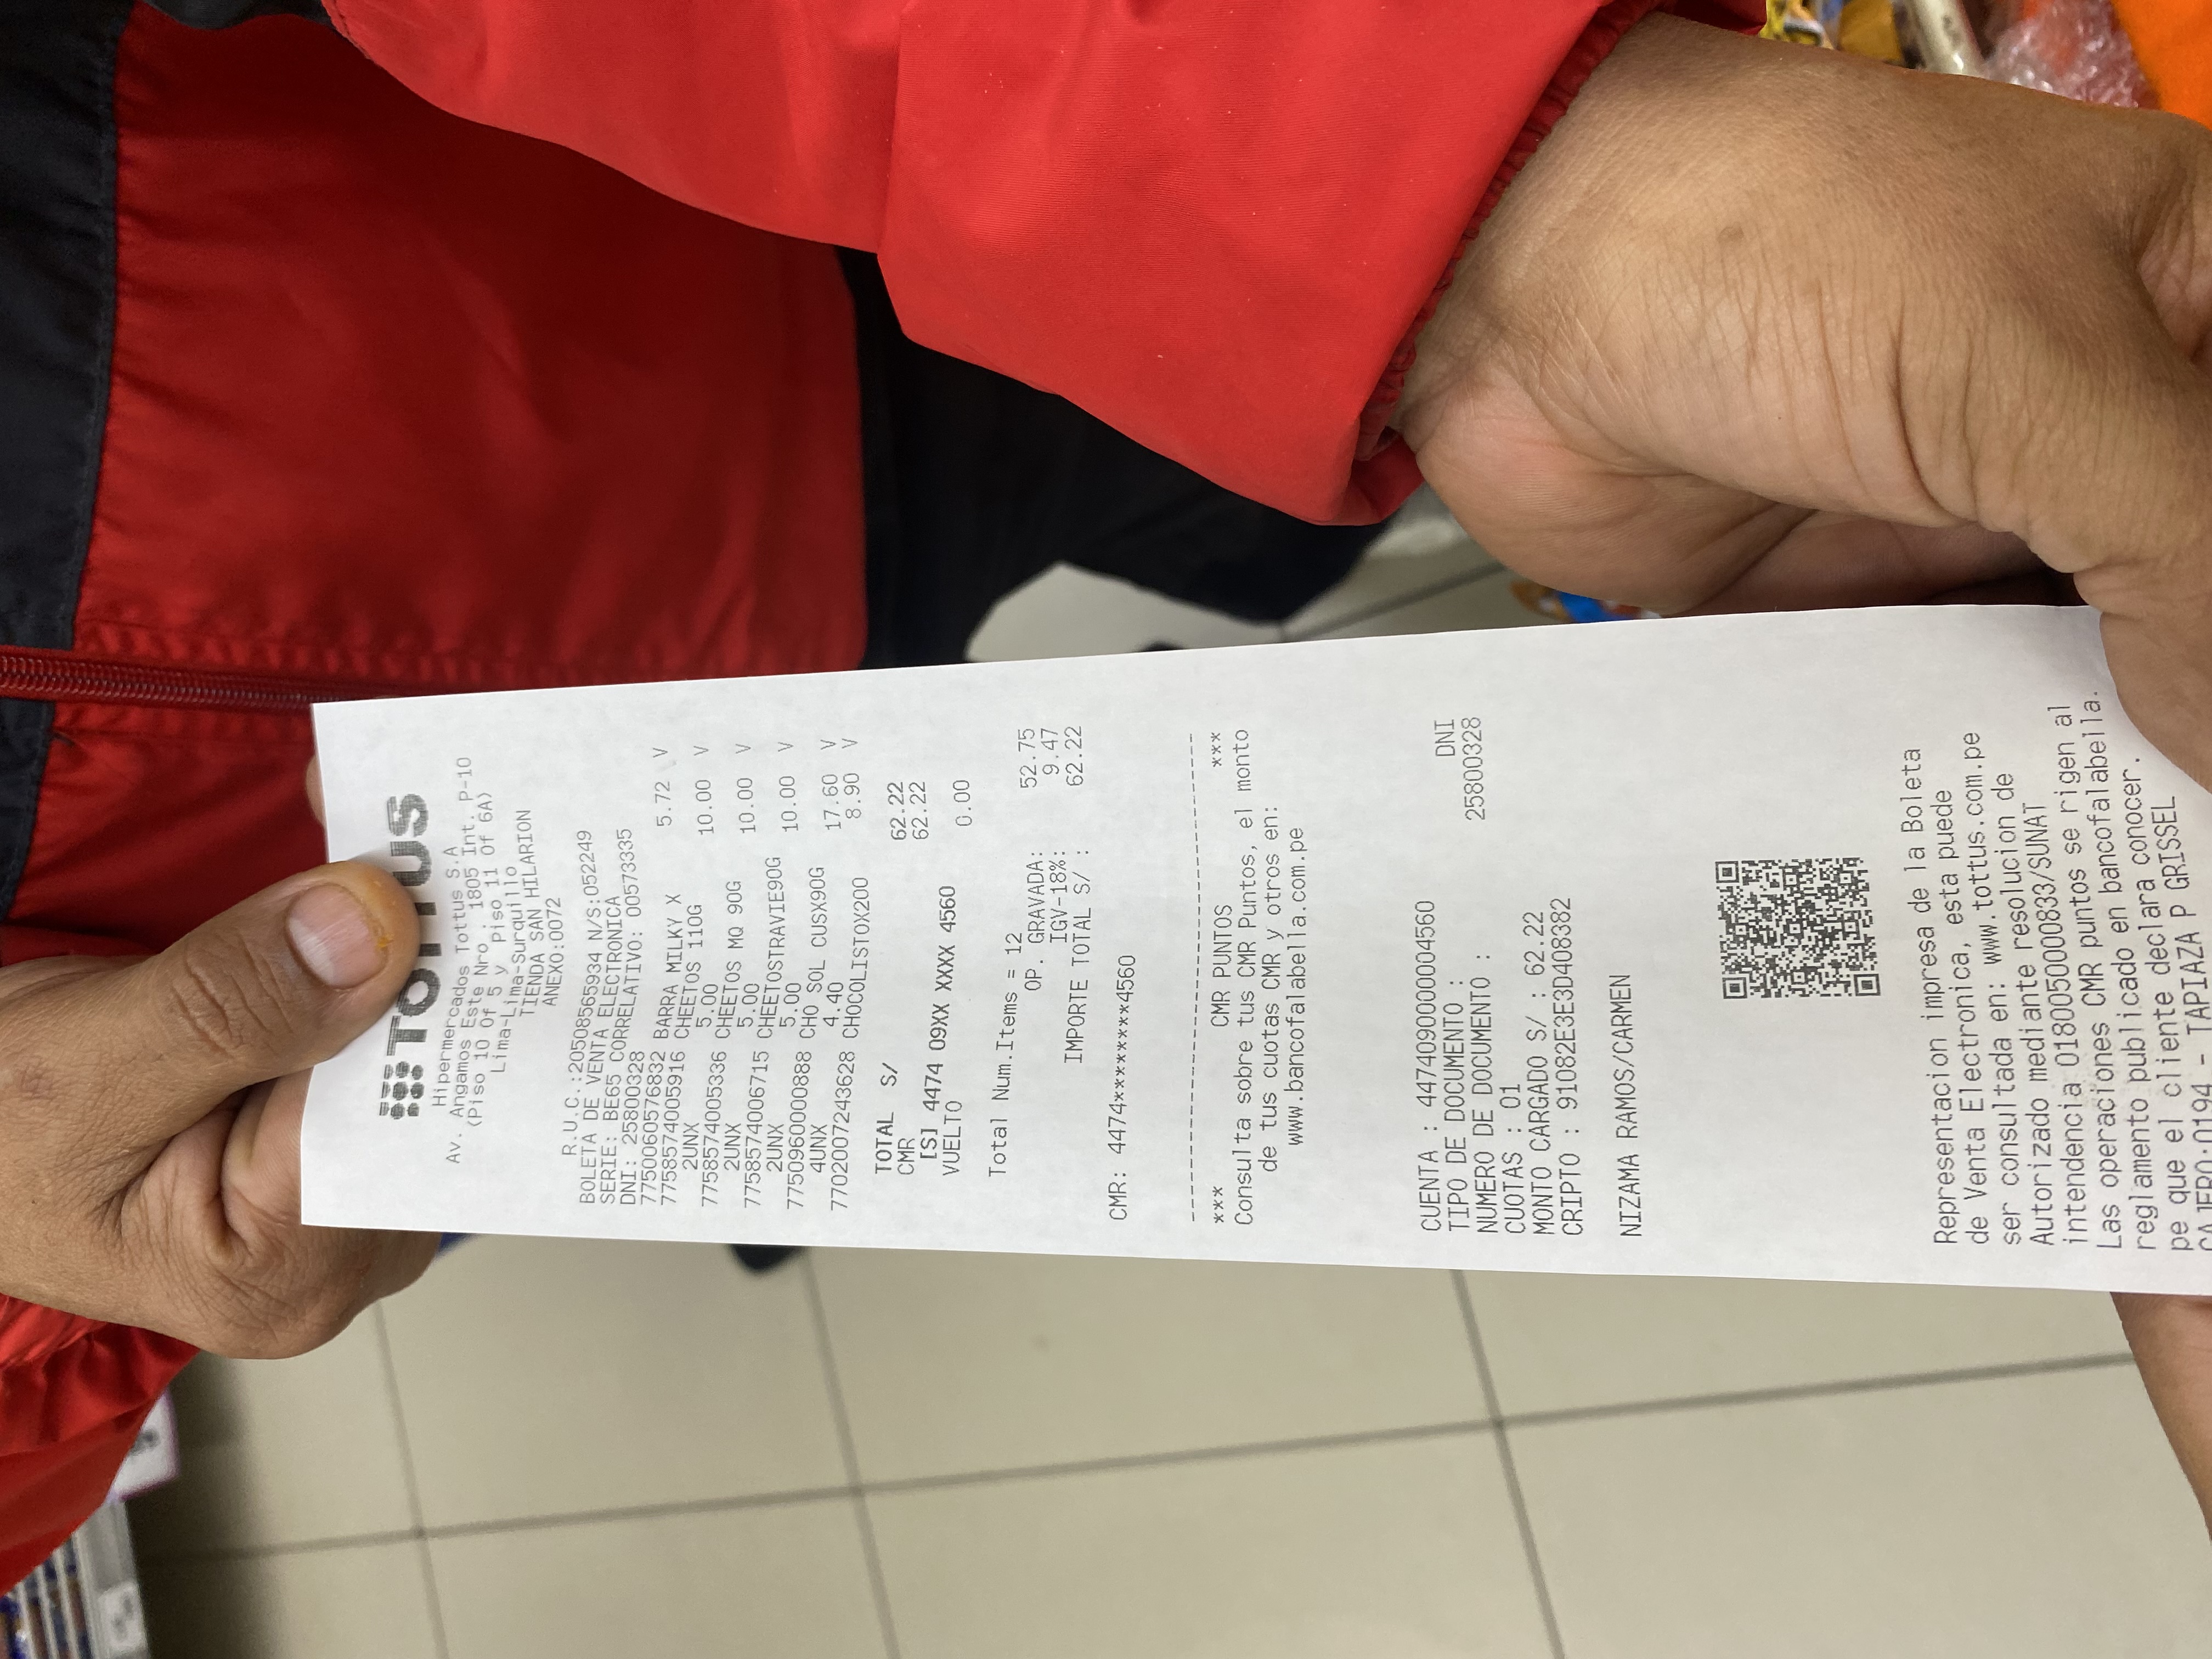 TOTTUS
Hipermercados Tottus S.A
Av. Angamos Este Nro . 1805 Int. P-10
(Piso 10 Of 5 y Piso 11 Of 6A)
Lima-Lima-Surquillo
TIENDA SAN HILARION
ANEXO:0072
R.U.C.:20508565934 N/S:052249
BOLETA DE VENTA ELECTRONICA
SERIE: BE65 CORRELATIVO: 00573335
DNI: 25800328
7750060576832 BARRA MILKY X 5.72 V
7758574005916 CHEETOS 110G
2UNX 5.00 10.00 V
7758574005336 CHEETOS MQ 90G
2UNX 5.00 10.00 V
7758574006715 CHEETOSTRAVIE90G
2UNX 5.00 10.00 V
7750960000888 CHO SOL CUSX90G
4UNX 4.40 17.60 V
7702007243628 CHOCOLISTOX200 8.90 V
TOTAL S/ 62.22
CMR 62.22
[S] 4474 09XX XXXX 4560
VUELTO 0.00
Total Num.Items = 12
OP. GRAVADA: 52.75
IGV-18%: 9.47
IMPORTE TOTAL S/ : 62.22
CMR: 4474********4560
-------------------------------------
*** CMR PUNTOS ***
Consulta sobre tus CMR Puntos, el monto
de tus cuotas CMR y otros en:
www.bancofalabella.com.pe
CUENTA : 4474090000004560
TIPO DE DOCUMENTO : DNI
NUMERO DE DOCUMENTO : 25800328
CUOTAS : 01
MONTO CARGADO S/ : 62.22
CRIPTO : 91082E3E3D408382
NIZAMA RAMOS/CARMEN
Representacion impresa de la Boleta
de Venta Electronica, esta puede
ser consultada en: www.tottus.com.pe
Autorizado mediante resolucion de
intendencia 0180050000833/SUNAT
Las operaciones CMR puntos se rigen al
reglamento publicado en bancofalabella.
pe que el cliente declara conocer.
CAJERO:0194 - TAPIAZA P GRISSEL